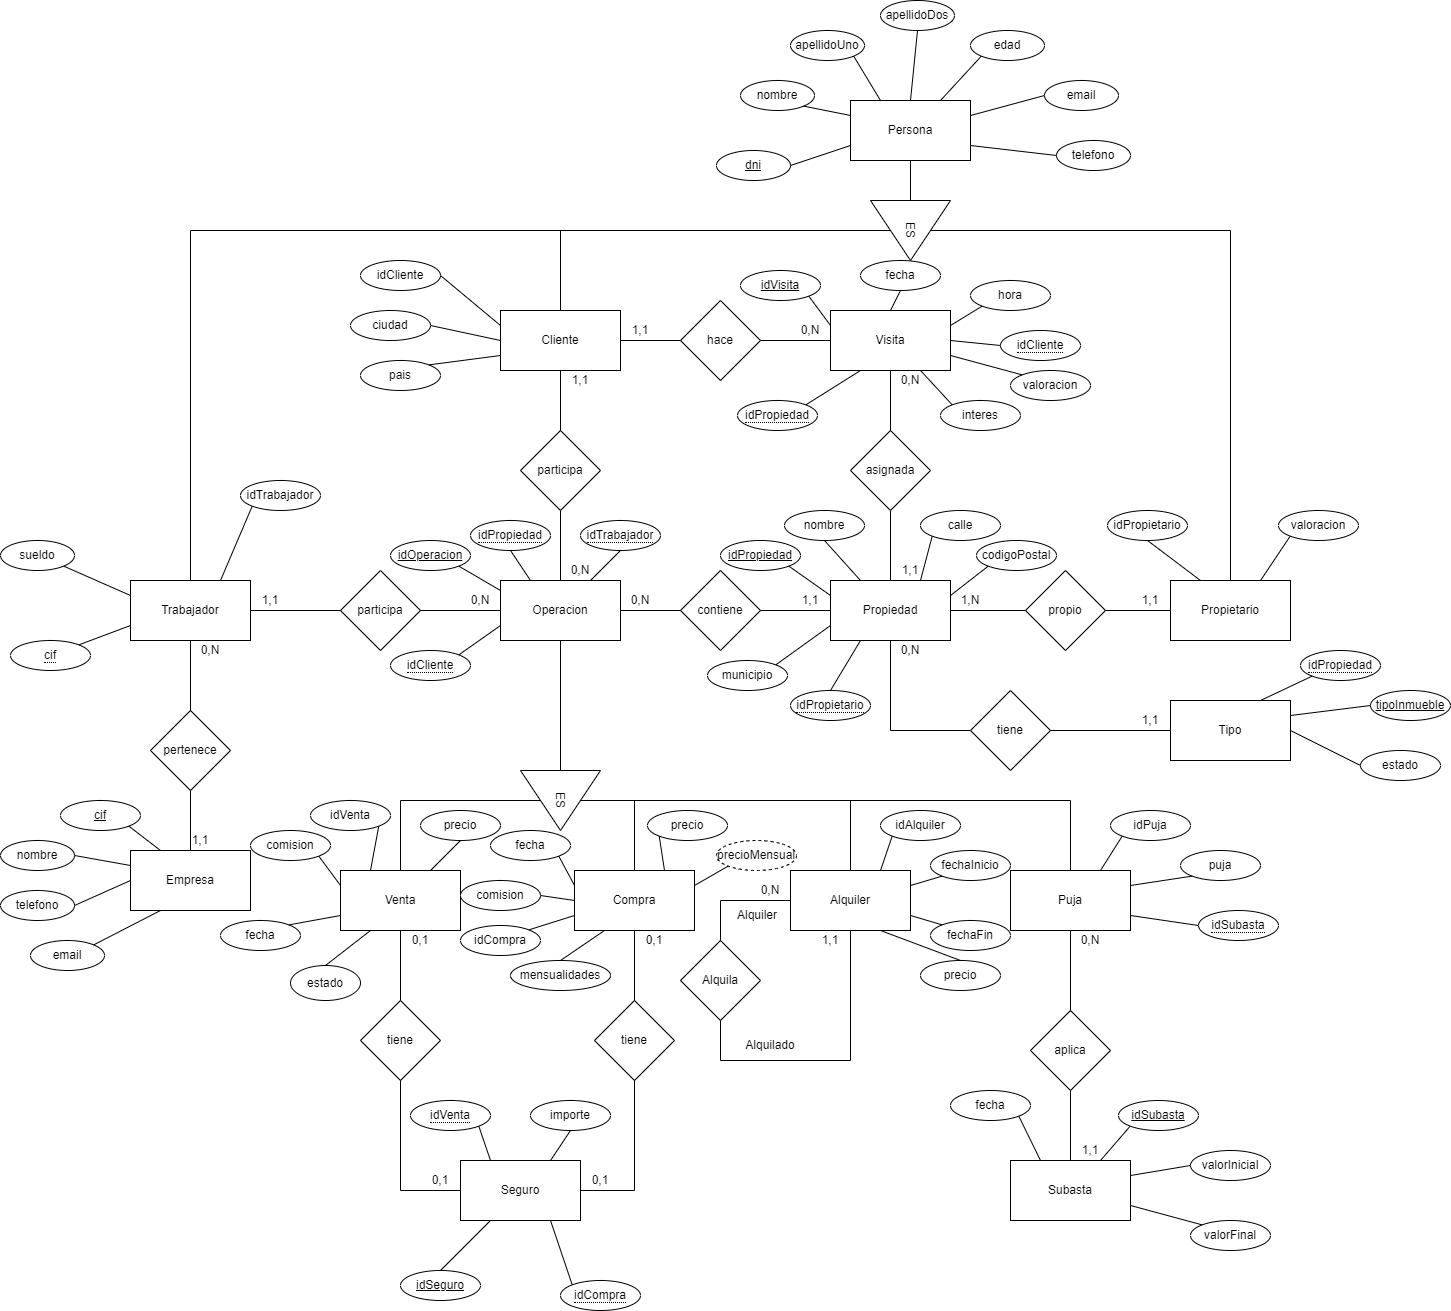 apellidoDos
apellidoUno
edad
nombre
email
Persona
telefono
dni
ES
idCliente
fecha
idVisita
hora
ciudad
Cliente
1,1
hace
0,N
Visita
idCliente
pais
1,1
0,N
valoracion
idPropiedad
interes
participa
asignada
idTrabajador
sueldo
idOperacion
idPropiedad
idTrabajador
nombre
calle
idPropiedad
codigoPostal
idPropietario
valoracion
0,N
1,1
Trabajador
1,1
participa
0,N
Operacion
0,N
contiene
1,1
Propiedad
1,N
propio
1,1
Propietario
cif
0,N
idCliente
municipio
0,N
idPropietario
idPropiedad
tipoInmueble
pertenece
tiene
1,1
Tipo
estado
ES
cif
idVenta
precio
fecha
precio
idAlquiler
idPuja
1,1
nombre
comision
precioMensual
fechaInicio
puja
Empresa
telefono
Venta
comision
Compra
0,N
Alquiler
Alquiler
Puja
idSubasta
email
fecha
0,1
idCompra
0,1
1,1
fechaFin
0,N
estado
mensualidades
Alquila
precio
tiene
tiene
Alquilado
aplica
idVenta
importe
fecha
idSubasta
1,1
0,1
Seguro
0,1
Subasta
valorInicial
valorFinal
idSeguro
idCompra